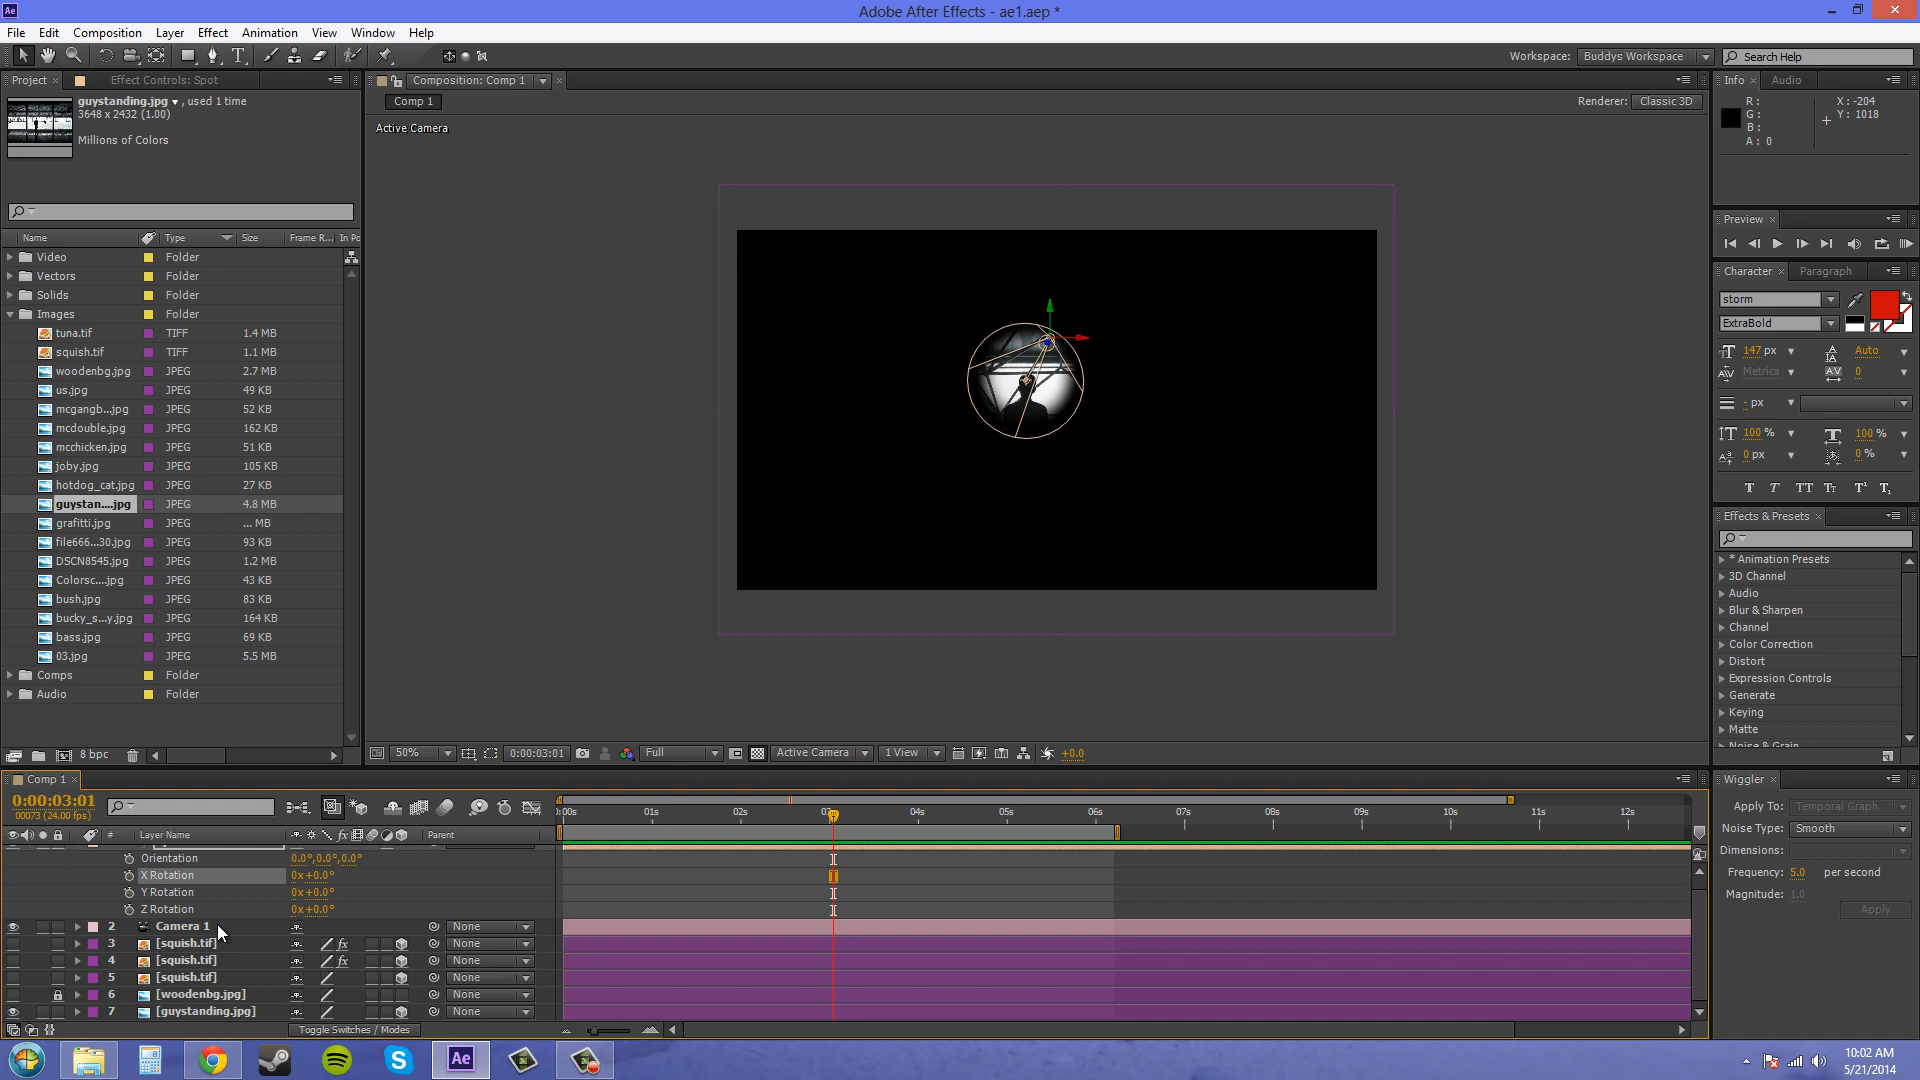 Adobe After Effects - ae1.aep *
File Edit Composition Layer Effect Animation View Window Help
Workspace: Buddys Workspace Search Help
Project × Effect Controls: Spot
guystanding.jpg ▼ , used 1 time
3648 x 2432 (1.00)
Millions of Colors
Name Type Size Frame R... In Po
Video Folder
Vectors Folder
Solids Folder
Images Folder
tuna.tif TIFF 1.4 MB
squish.tif TIFF 1.1 MB
woodenbg.jpg JPEG 2.7 MB
us.jpg JPEG 49 KB
mcgangb...jpg JPEG 52 KB
mcdouble.jpg JPEG 162 KB
mcchicken.jpg JPEG 51 KB
joby.jpg JPEG 105 KB
hotdog_cat.jpg JPEG 27 KB
guystan....jpg JPEG 4.8 MB
grafitti.jpg JPEG ... MB
file666...30.jpg JPEG 93 KB
DSCN8545.jpg JPEG 1.2 MB
Colorsc....jpg JPEG 43 KB
bush.jpg JPEG 83 KB
bucky_s...y.jpg JPEG 164 KB
bass.jpg JPEG 69 KB
03.jpg JPEG 5.5 MB
Comps Folder
Audio Folder
8 bpc
Composition: Comp 1
Comp 1
Renderer: Classic 3D
Active Camera
50% 0:00:03:01 Full Active Camera 1 View +0.0
Info × Audio
R: X: -204
G: Y: 1018
B:
A: 0
Preview ×
Character × Paragraph
storm
ExtraBold
147 px Auto
Metrics 0
- px
100 % 100 %
0 px 0 %
T T TT Tt T¹ T₁
Effects & Presets ×
* Animation Presets
3D Channel
Audio
Blur & Sharpen
Channel
Color Correction
Distort
Expression Controls
Generate
Keying
Matte
Noise & Grain
Comp 1 ×
0:00:03:01
00073 (24.00 fps)
# Layer Name Parent
:00s 01s 02s 03s 04s 05s 06s 07s 08s 09s 10s 11s 12s
Orientation 0.0°,0.0°,0.0°
X Rotation 0x+0.0°
Y Rotation 0x+0.0°
Z Rotation 0x+0.0°
2 Camera 1 None
3 [squish.tif] fx None
4 [squish.tif] fx None
5 [squish.tif] None
6 [woodenbg.jpg] None
7 [guystanding.jpg] None
Toggle Switches / Modes
Wiggler ×
Apply To: Temporal Graph
Noise Type: Smooth
Dimensions:
Frequency: 5.0 per second
Magnitude: 1.0
Apply
Ae
10:02 AM
5/21/2014